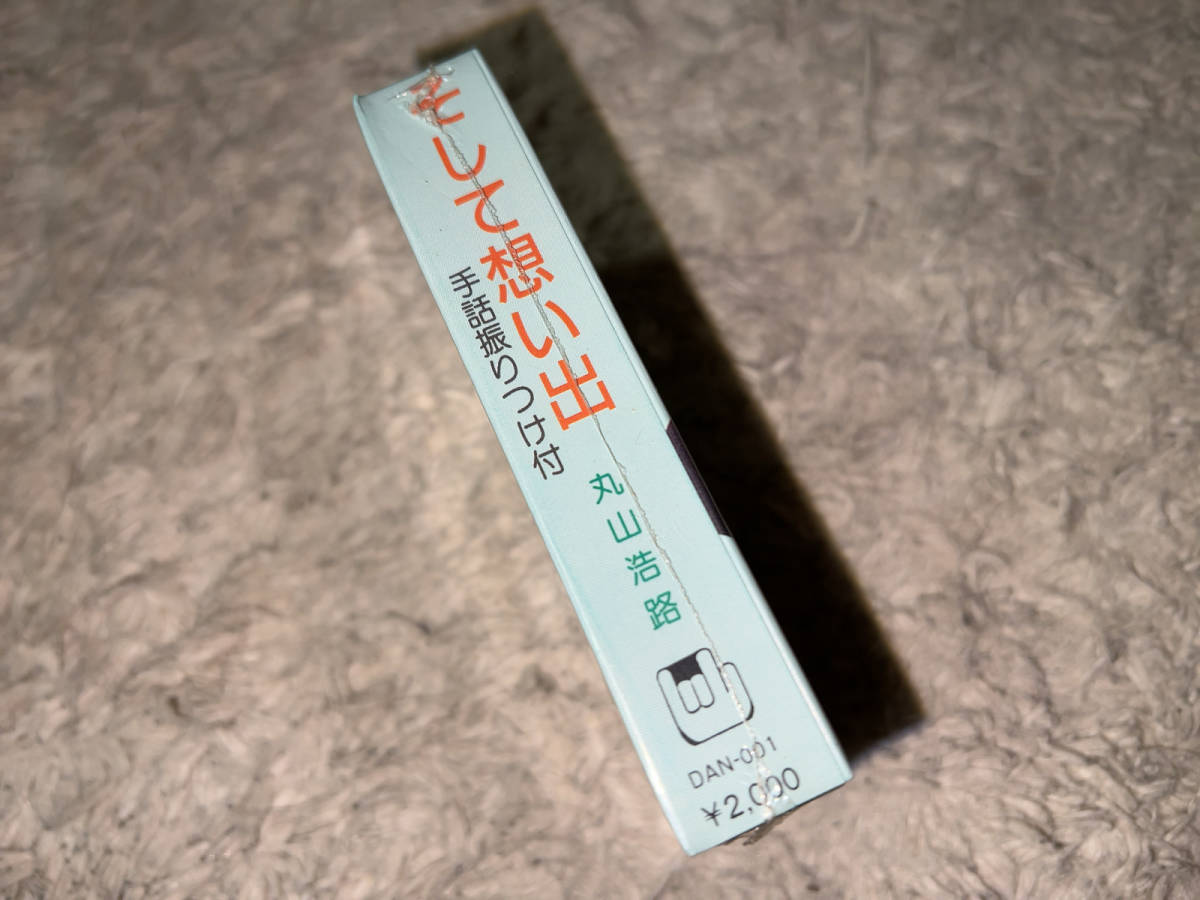 そして想い出
手話振りつけ付
丸山浩路
DAN-001
¥2,000